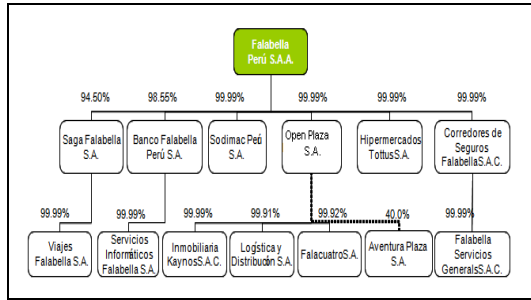 Falabella
Perú S.A.A.
94.50%
98.55%
99.99%
99.99%
99.99%
99.99%
Saga Falabella
S.A.
Banco Falabella
Perú S.A.
Sodimac Peú
S.A.
Open Plaza
S.A.
Hipermercados
TottusS.A.
Corredores de
Seguros
FalabellaS.A.C.
99.99%
99.99%
99.99%
99.91%
99.92%
40.0%
99.99%
Viajes
Falabella S.A.
Servicios
Informáticos
Falabella S.A.
Inmobiliaria
KaynosS.A.C.
Logística y
Distribución S.A.
FalacuatroS.A.
Aventura Plaza
S.A.
Falabella
Servicios
GeneralsS.A.C.